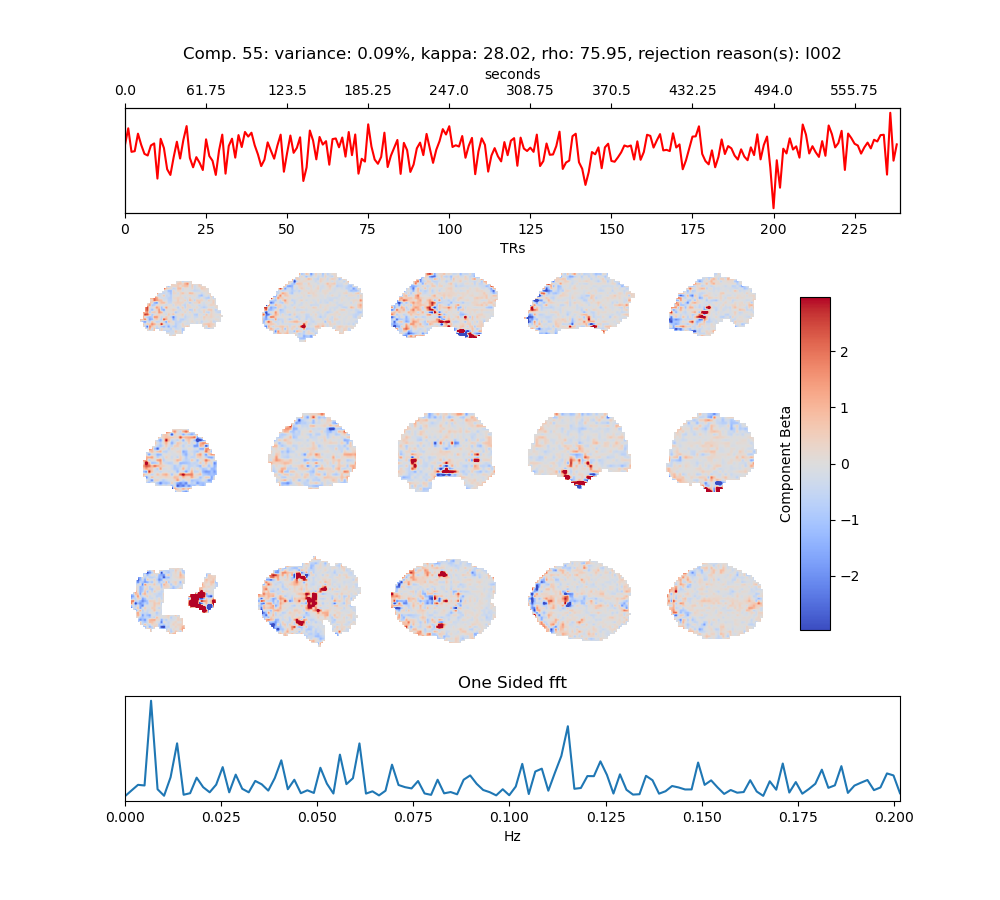 Comp. 55: variance: 0.09%, kappa: 28.02, rho: 75.95, rejection reason(s): I002
seconds
0.0 61.75 123.5 185.25 247.0 308.75 370.5 432.25 494.0 555.75
0 25 50 75 100 125 150 175 200 225
TRs
2
1
0
−1
−2
Component Beta
One Sided fft
0.000 0.025 0.050 0.075 0.100 0.125 0.150 0.175 0.200
Hz